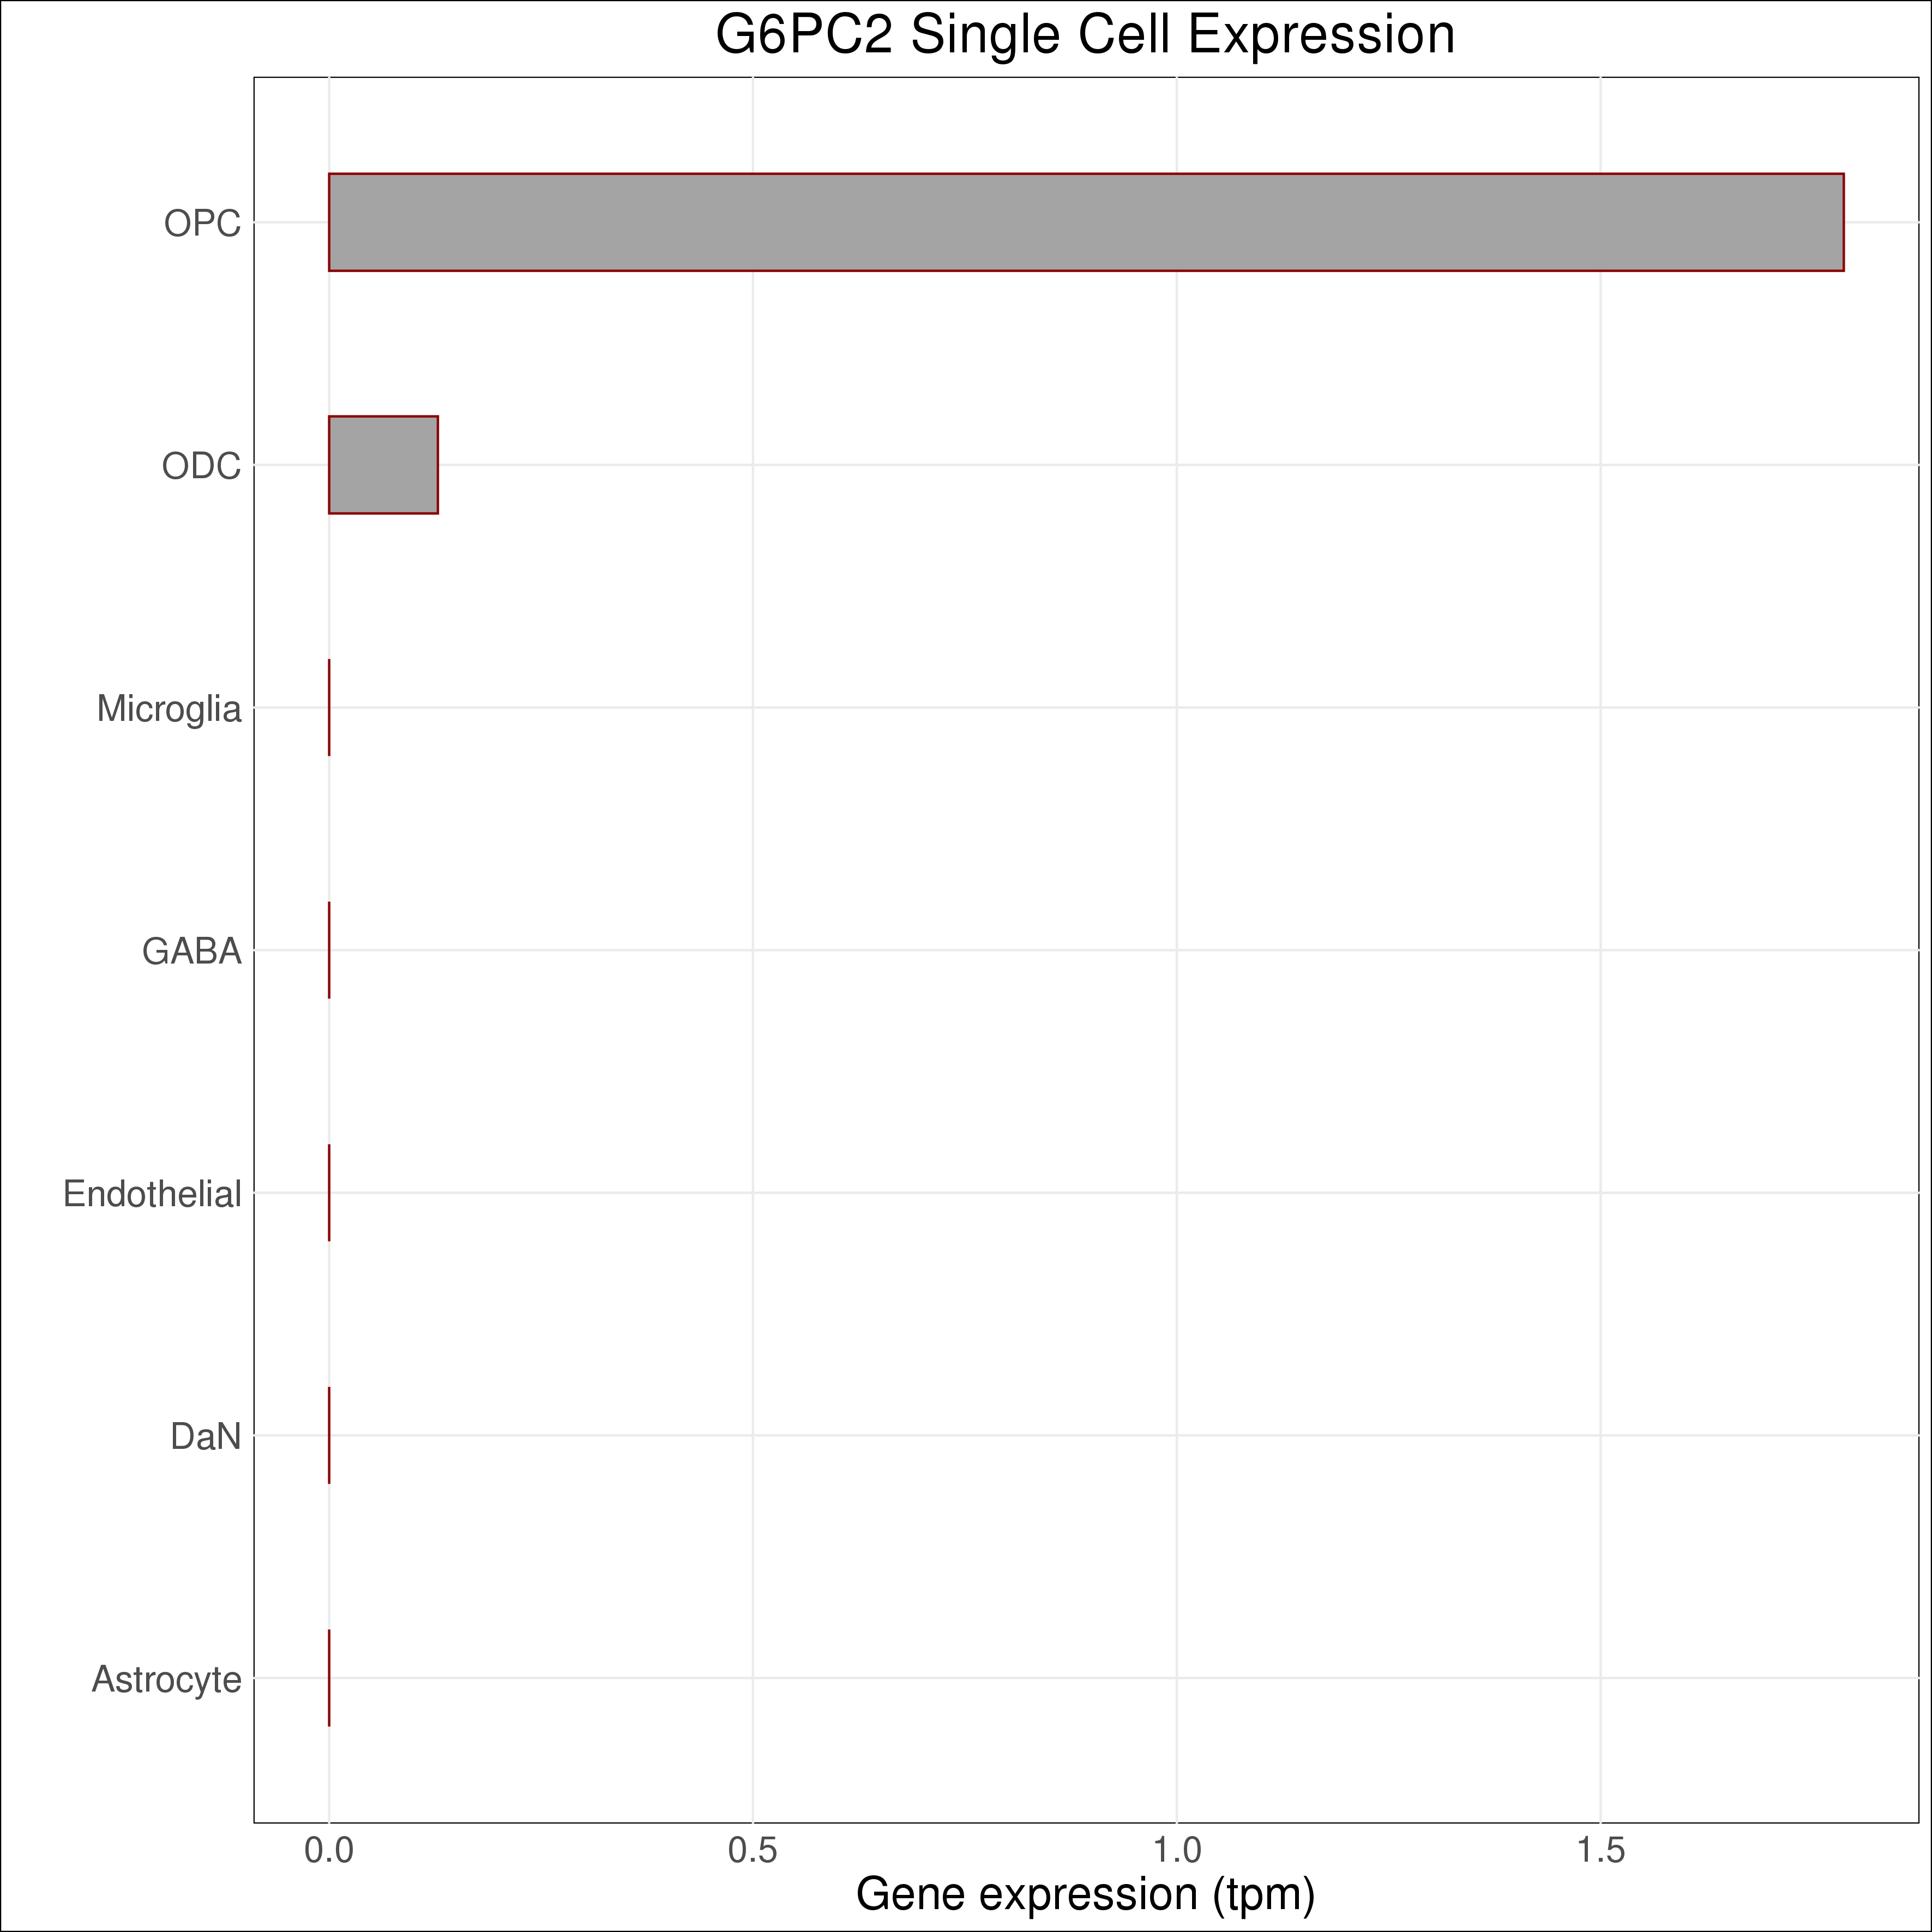 G6PC2 Single Cell Expression
OPC
ODC
Microglia
GABA
Endothelial
DaN
Astrocyte
0.0 0.5 1.0 1.5
Gene expression (tpm)